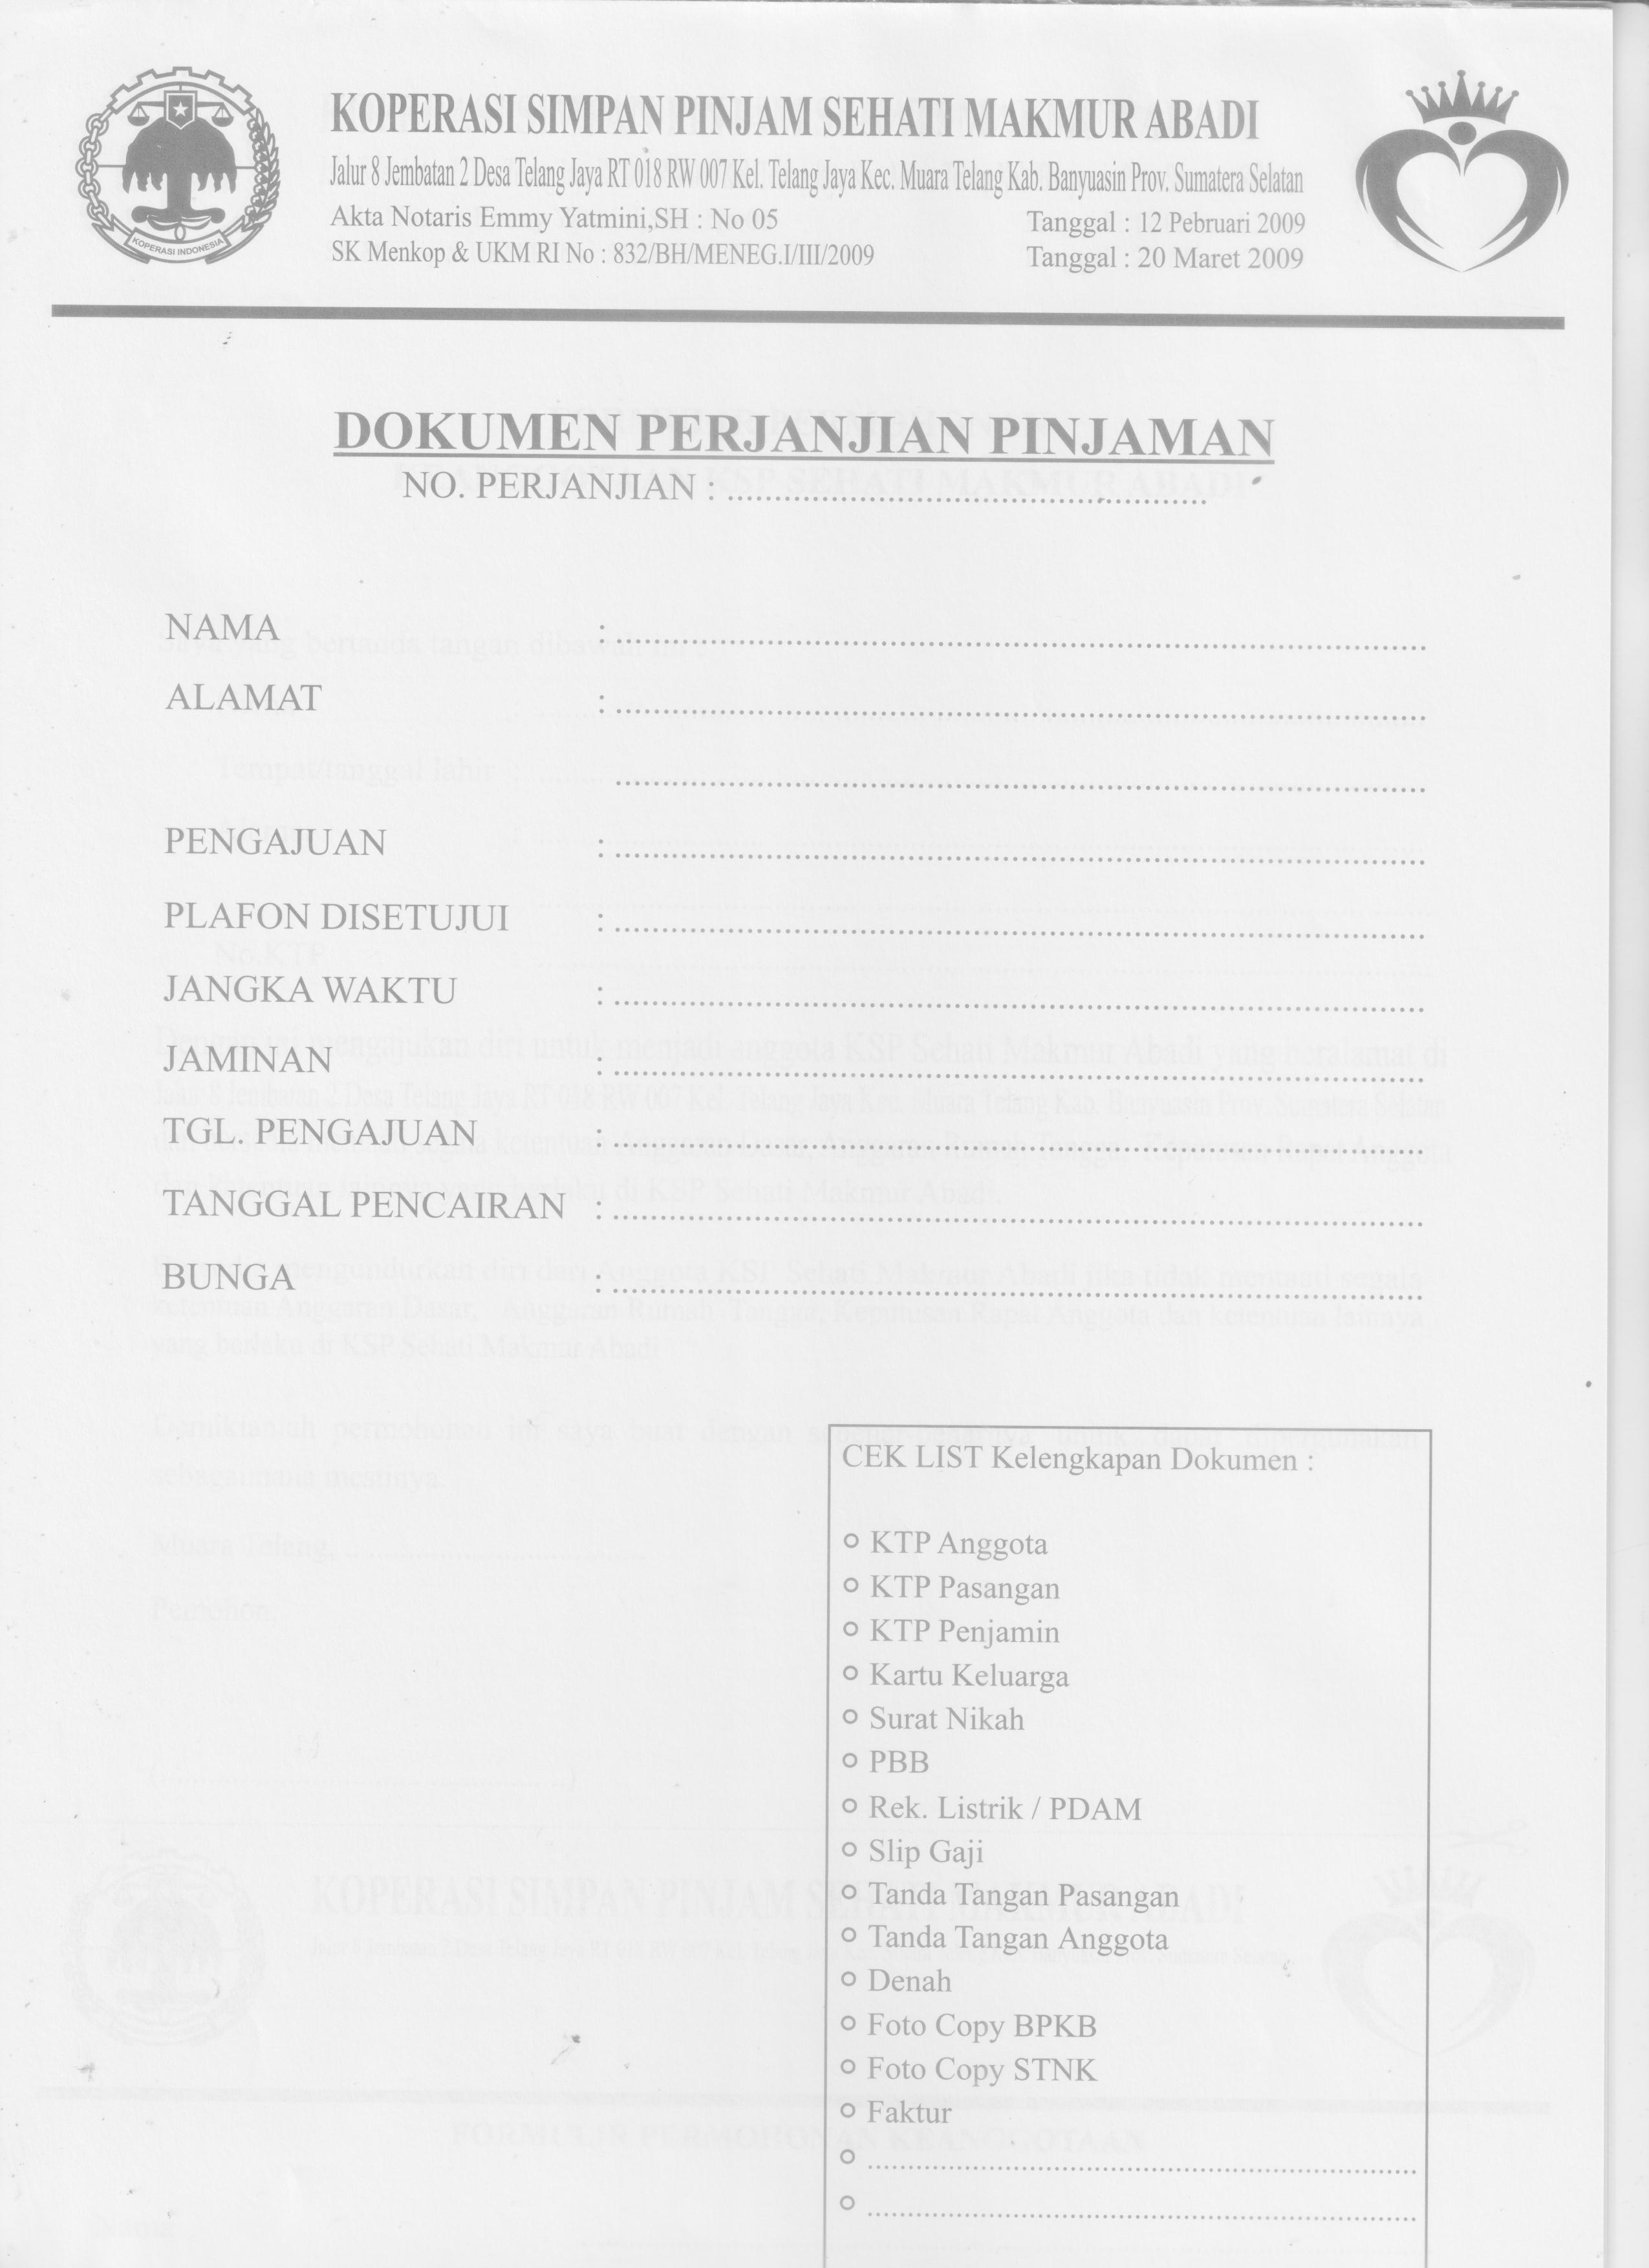 KOPERASI SIMPAN PINJAM SEHATI MAKMUR ABADI
Jalur 8 Jembatan 2 Desa Telang Jaya RT 018 RW 007 Kel. Telang Jaya Kec. Muara Telang Kab. Banyuasin Prov. Sumatera Selatan
Akta Notaris Emmy Yatmini,SH : No 05 Tanggal : 12 Pebruari 2009
SK Menkop & UKM RI No : 832/BH/MENEG.I/III/2009 Tanggal : 20 Maret 2009
KOPERASI INDONESIA
DOKUMEN PERJANJIAN PINJAMAN
NO. PERJANJIAN : ..................................................
NAMA : ..................................................
ALAMAT : ..................................................
..................................................
PENGAJUAN : ..................................................
PLAFON DISETUJUI : ..................................................
JANGKA WAKTU : ..................................................
JAMINAN : ..................................................
TGL. PENGAJUAN : ..................................................
TANGGAL PENCAIRAN : ..................................................
BUNGA : ..................................................
CEK LIST Kelengkapan Dokumen :
○ KTP Anggota
○ KTP Pasangan
○ KTP Penjamin
○ Kartu Keluarga
○ Surat Nikah
○ PBB
○ Rek. Listrik / PDAM
○ Slip Gaji
○ Tanda Tangan Pasangan
○ Tanda Tangan Anggota
○ Denah
○ Foto Copy BPKB
○ Foto Copy STNK
○ Faktur
○ ..................................................
○ ..................................................